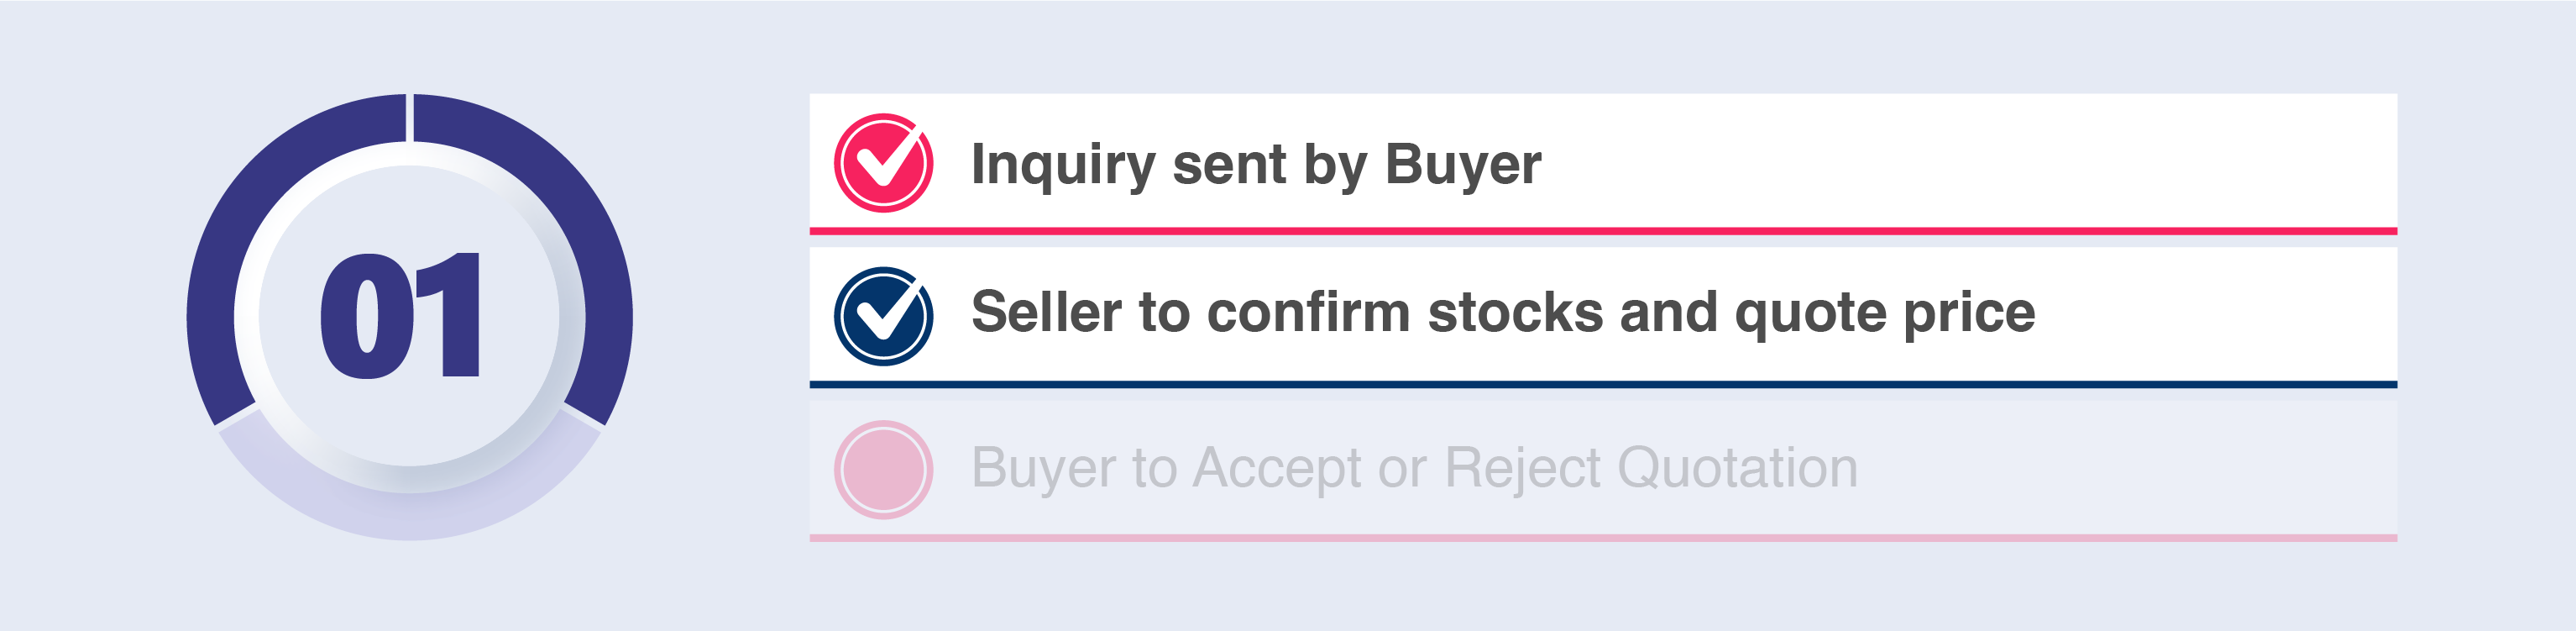 01
Inquiry sent by Buyer
Seller to confirm stocks and quote price
Buyer to Accept or Reject Quotation